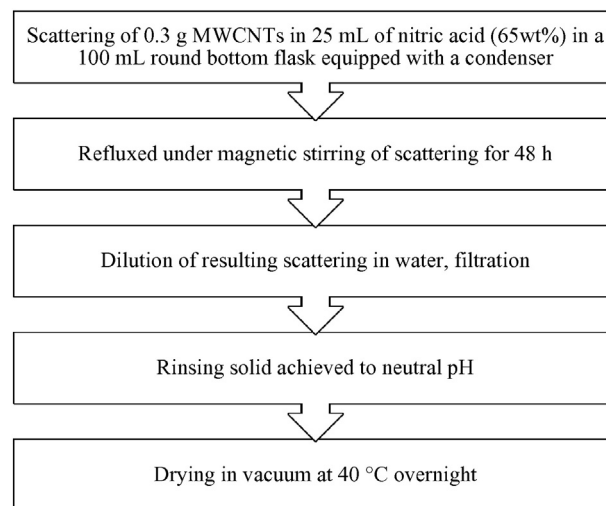 Scattering of 0.3 g MWCNTs in 25 mL of nitric acid (65wt%) in a
100 mL round bottom flask equipped with a condenser
Refluxed under magnetic stirring of scattering for 48 h
Dilution of resulting scattering in water, filtration
Rinsing solid achieved to neutral pH
Drying in vacuum at 40 °C overnight